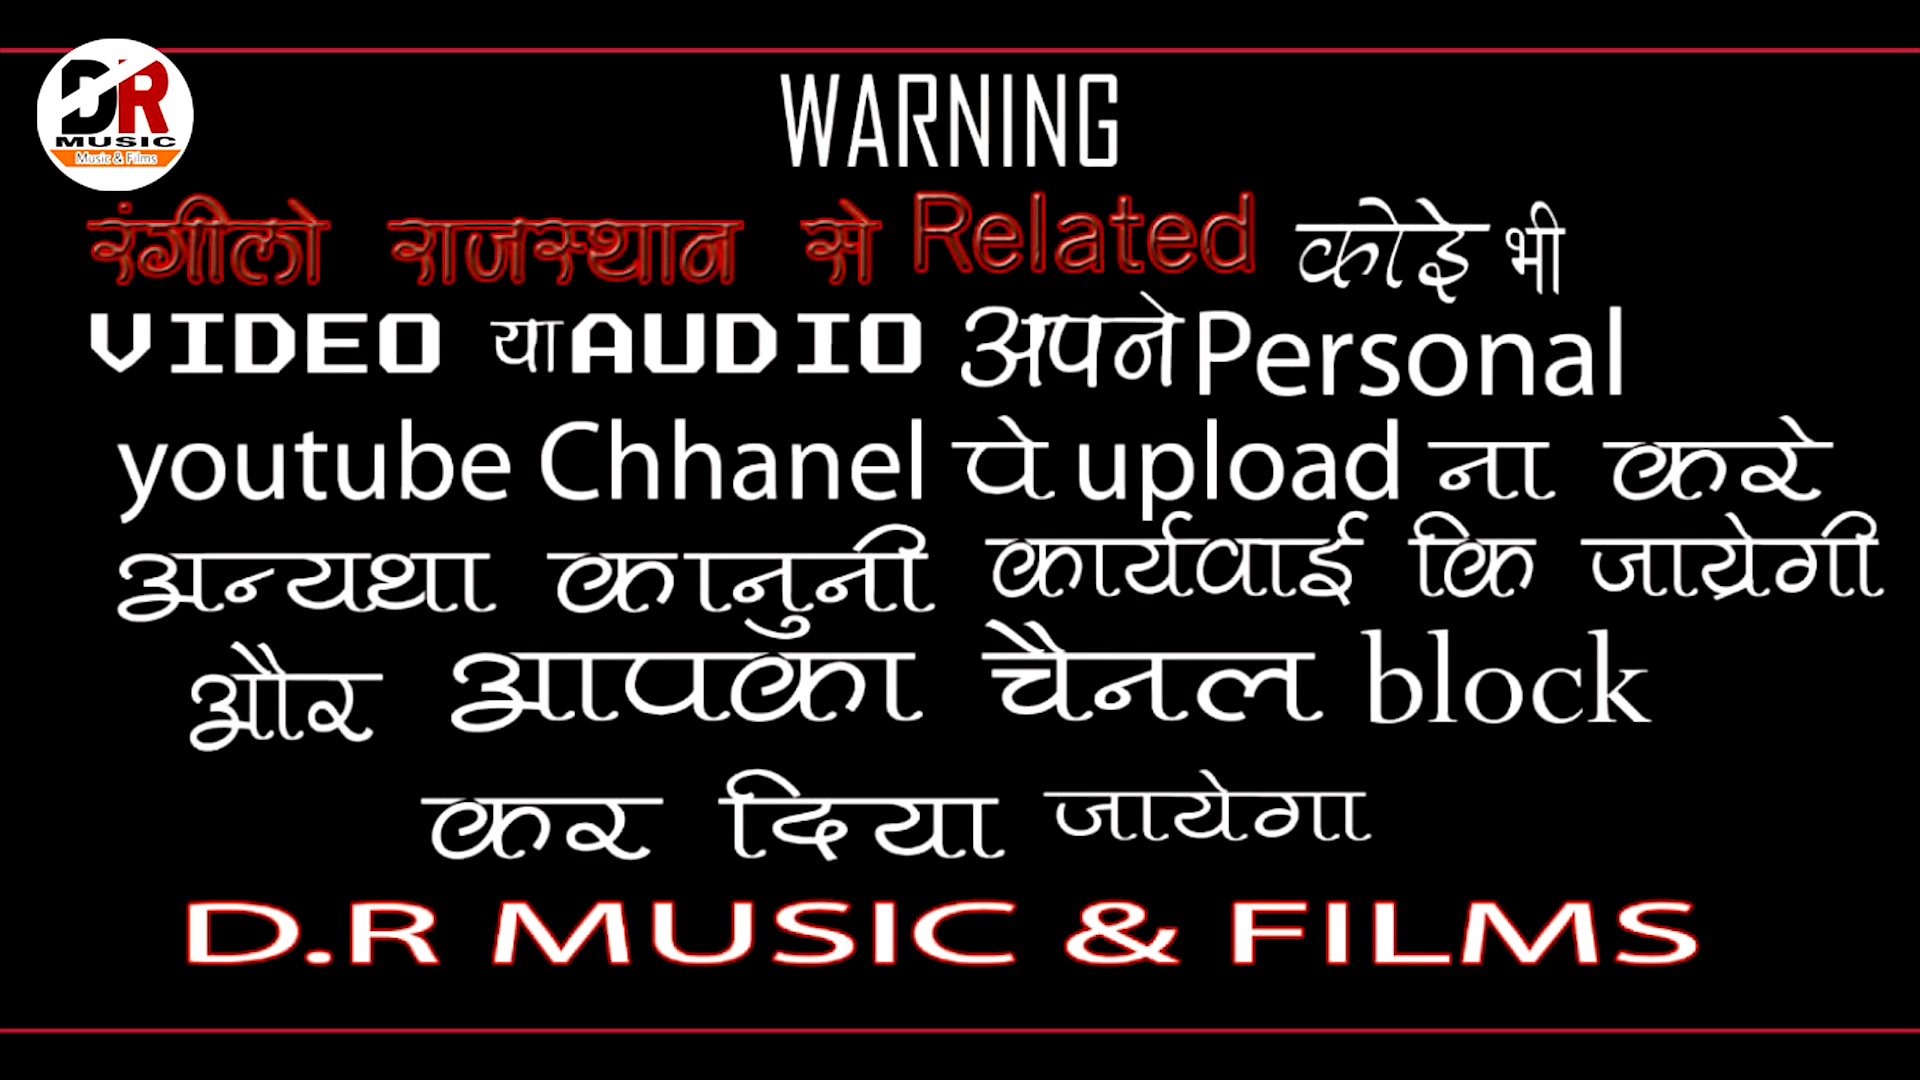 DR
MUSIC
Music & Films
WARNING
रंगीलो राजस्थान से Related कोई भी
VIDEO या AUDIO अपने Personal
youtube Chhanel पे upload ना करे
अन्यथा कानुनी कार्यवाई कि जायेगी
और आपका चैनल block
कर दिया जायेगा
D.R MUSIC & FILMS